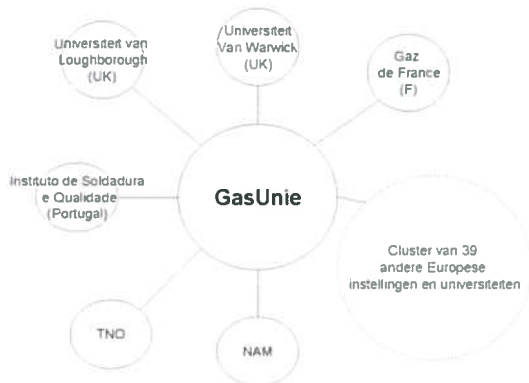 Universiteit van
Loughborough
(UK)
Universiteit
Van Warwick
(UK)
Gaz
de France
(F)
Instituto de Soldadura
e Qualidade
(Portugal)
GasUnie
Cluster van 39
andere Europese
instellingen en universiteiten
TNO
NAM